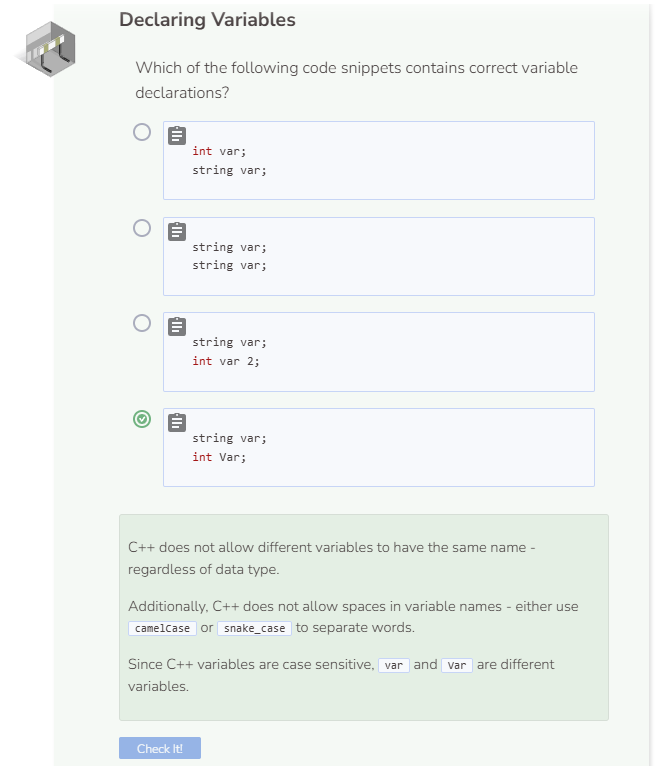 Declaring Variables
Which of the following code snippets contains correct variable
declarations?
int var;
string var;
string var;
string var;
string var;
int var 2;
string var;
int Var;
C++ does not allow different variables to have the same name -
regardless of data type.
Additionally, C++ does not allow spaces in variable names - either use
camelCase or snake_case to separate words.
Since C++ variables are case sensitive, var and Var are different
variables.
Check It!